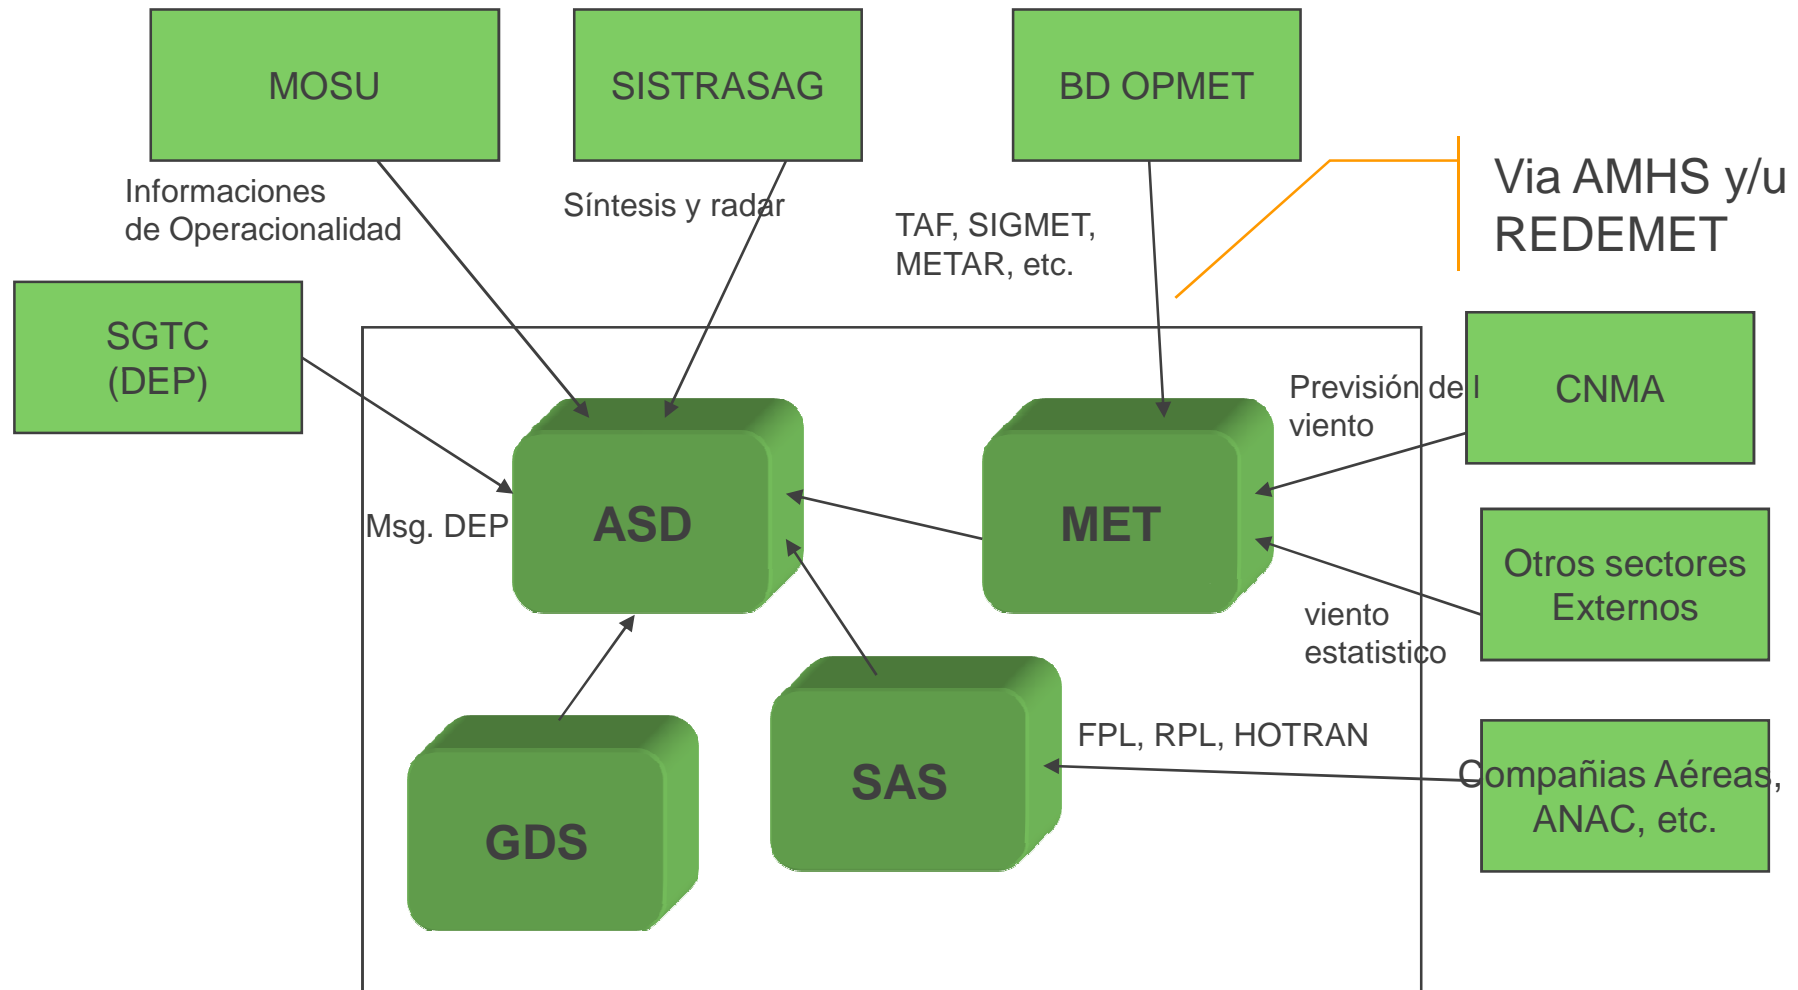 MOSU
SISTRASAG
BD OPMET
Informaciones
de Operacionalidad
Síntesis y radar
TAF, SIGMET,
METAR, etc.
Via AMHS y/u
REDEMET
SGTC
(DEP)
Previsión de l
viento
CNMA
Msg. DEP
ASD
MET
Otros sectores
Externos
viento
estatistico
FPL, RPL, HOTRAN
SAS
Compañias Aéreas,
ANAC, etc.
GDS